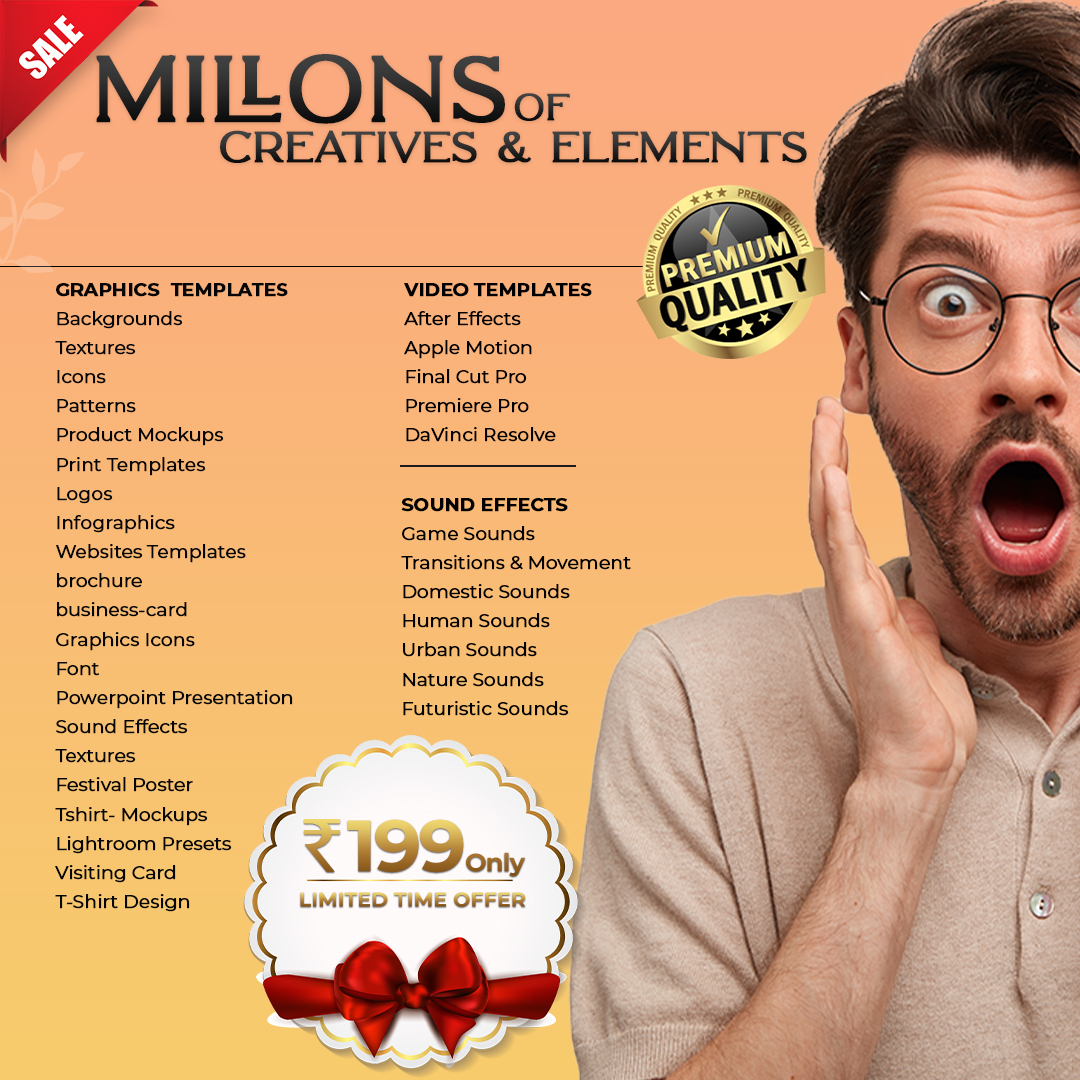 SALE
MILLONS OF
CREATIVES & ELEMENTS
PREMIUM QUALITY
PREMIUM QUALITY
PREMIUM
QUALITY
GRAPHICS TEMPLATES
Backgrounds
Textures
Icons
Patterns
Product Mockups
Print Templates
Logos
Infographics
Websites Templates
brochure
business-card
Graphics Icons
Font
Powerpoint Presentation
Sound Effects
Textures
Festival Poster
Tshirt- Mockups
Lightroom Presets
Visiting Card
T-Shirt Design
VIDEO TEMPLATES
After Effects
Apple Motion
Final Cut Pro
Premiere Pro
DaVinci Resolve
SOUND EFFECTS
Game Sounds
Transitions & Movement
Domestic Sounds
Human Sounds
Urban Sounds
Nature Sounds
Futuristic Sounds
₹199 Only
LIMITED TIME OFFER